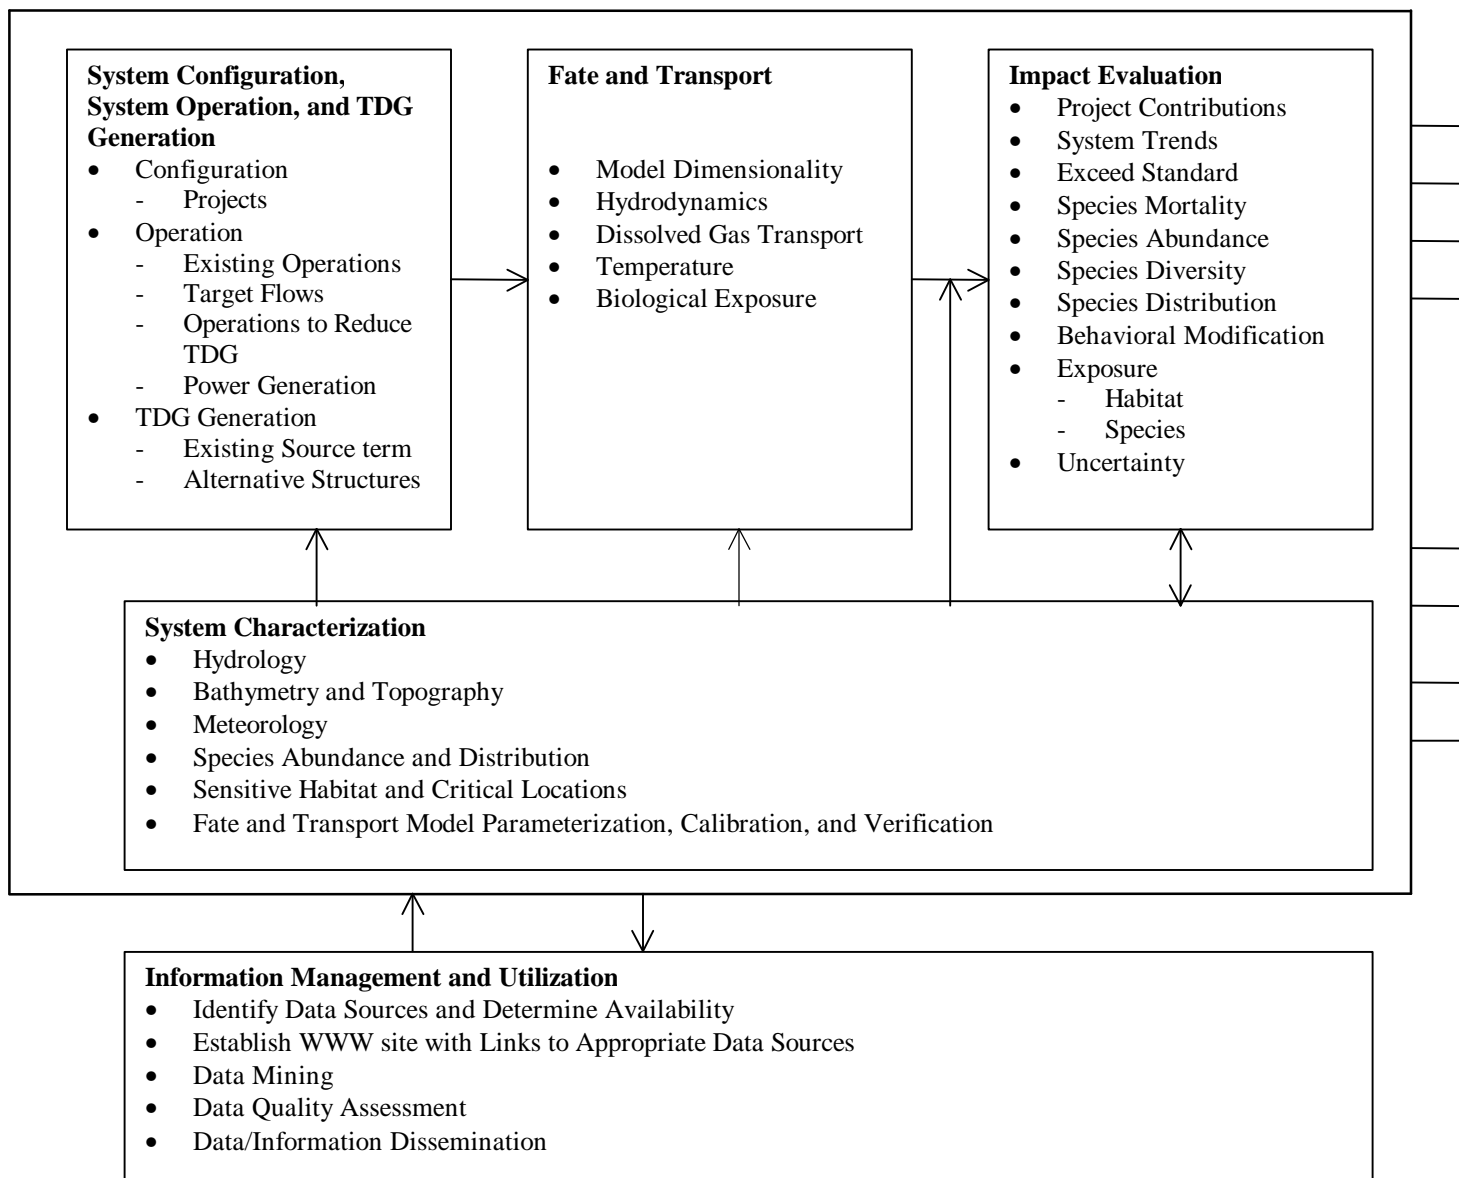 System Configuration,
System Operation, and TDG
Generation
• Configuration
- Projects
• Operation
- Existing Operations
- Target Flows
- Operations to Reduce
TDG
- Power Generation
• TDG Generation
- Existing Source term
- Alternative Structures
Fate and Transport
• Model Dimensionality
• Hydrodynamics
• Dissolved Gas Transport
• Temperature
• Biological Exposure
Impact Evaluation
• Project Contributions
• System Trends
• Exceed Standard
• Species Mortality
• Species Abundance
• Species Diversity
• Species Distribution
• Behavioral Modification
• Exposure
- Habitat
- Species
• Uncertainty
System Characterization
• Hydrology
• Bathymetry and Topography
• Meteorology
• Species Abundance and Distribution
• Sensitive Habitat and Critical Locations
• Fate and Transport Model Parameterization, Calibration, and Verification
Information Management and Utilization
• Identify Data Sources and Determine Availability
• Establish WWW site with Links to Appropriate Data Sources
• Data Mining
• Data Quality Assessment
• Data/Information Dissemination